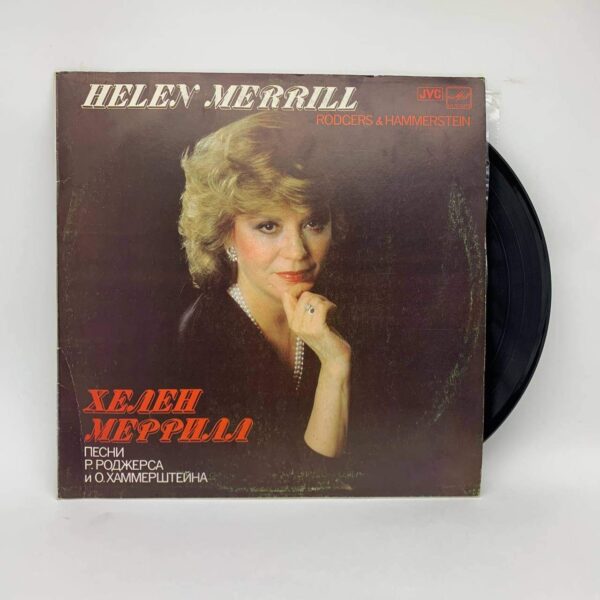 HELEN MERRILL
JVC
RODGERS & HAMMERSTEIN
ХЕЛЕН
МЕРРИЛЛ
ПЕСНИ
Р. РОДЖЕРСА
и О. ХАММЕРШТЕЙНА